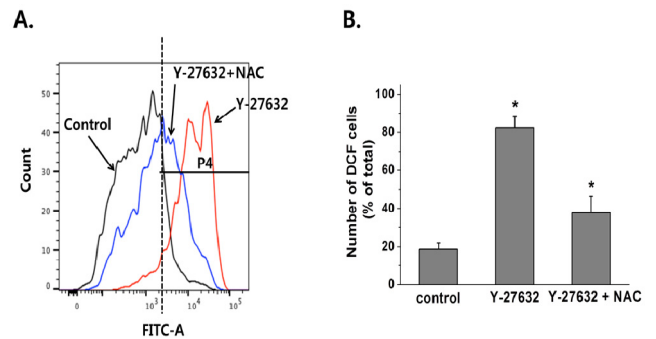 A.
Y-27632+NAC
Y-27632
Control
P4
Count
50
40
30
20
10
0
0
10³
10⁴
10⁵
FITC-A
B.
Number of DCF cells
(% of total)
100
80
60
40
20
0
*
*
control
Y-27632
Y-27632 + NAC